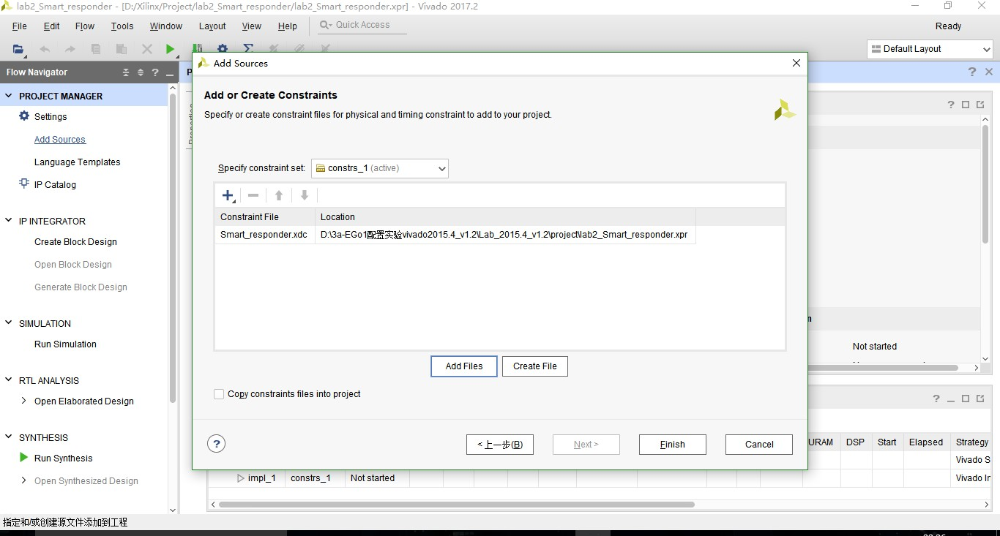 lab2_Smart_responder - [D:/Xilinx/Project/lab2_Smart_responder/lab2_Smart_responder.xpr] - Vivado 2017.2
File Edit Flow Tools Window Layout View Help Quick Access Ready
Default Layout
Flow Navigator
PROJECT MANAGER
Settings
Add Sources
Language Templates
IP Catalog
IP INTEGRATOR
Create Block Design
Open Block Design
Generate Block Design
SIMULATION
Run Simulation
RTL ANALYSIS
Open Elaborated Design
SYNTHESIS
Run Synthesis
Open Synthesized Design
Add Sources
Add or Create Constraints
Specify or create constraint files for physical and timing constraint to add to your project.
Specify constraint set: constrs_1 (active)
Constraint File Location
Smart_responder.xdc D:\3a-EGo1配置实验vivado2015.4_v1.2\Lab_2015.4_v1.2\project\lab2_Smart_responder.xpr
Add Files Create File
Copy constraints files into project
? < 上一步(B) Next > Finish Cancel
Not started
URAM DSP Start Elapsed Strategy
Vivado S
impl_1 constrs_1 Not started Vivado In
指定和/或创建源文件添加到工程